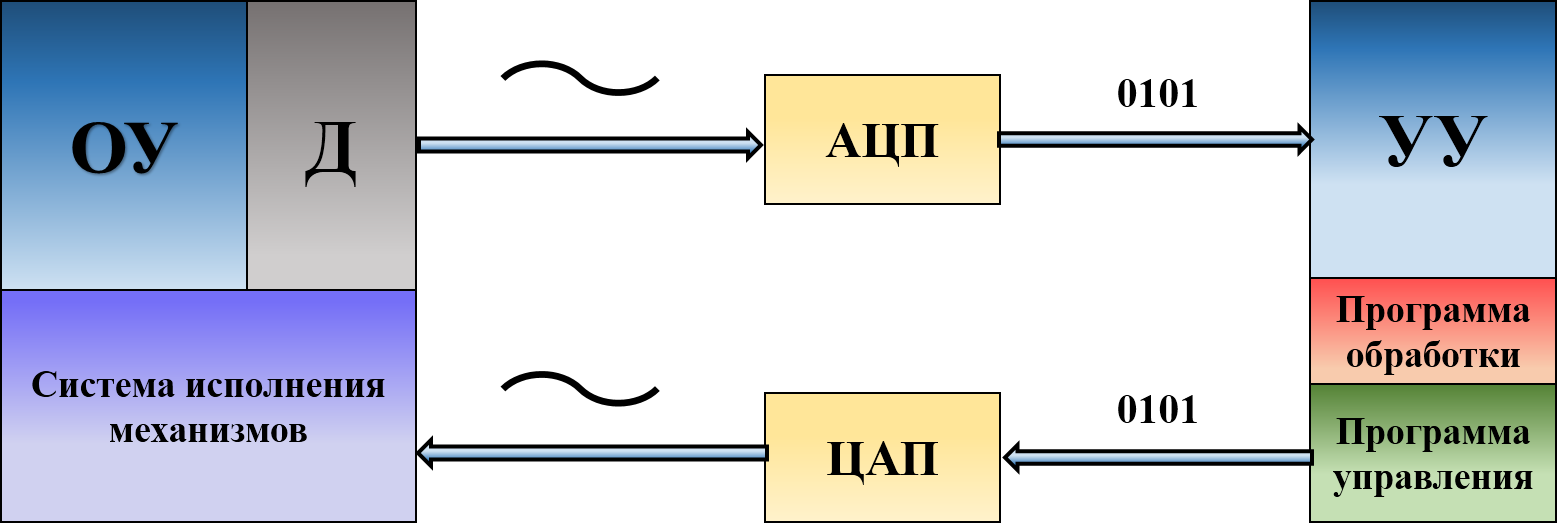 ОУ
Д
АЦП
0101
УУ
Программа
обработки
Система исполнения
механизмов
ЦАП
0101
Программа
управления